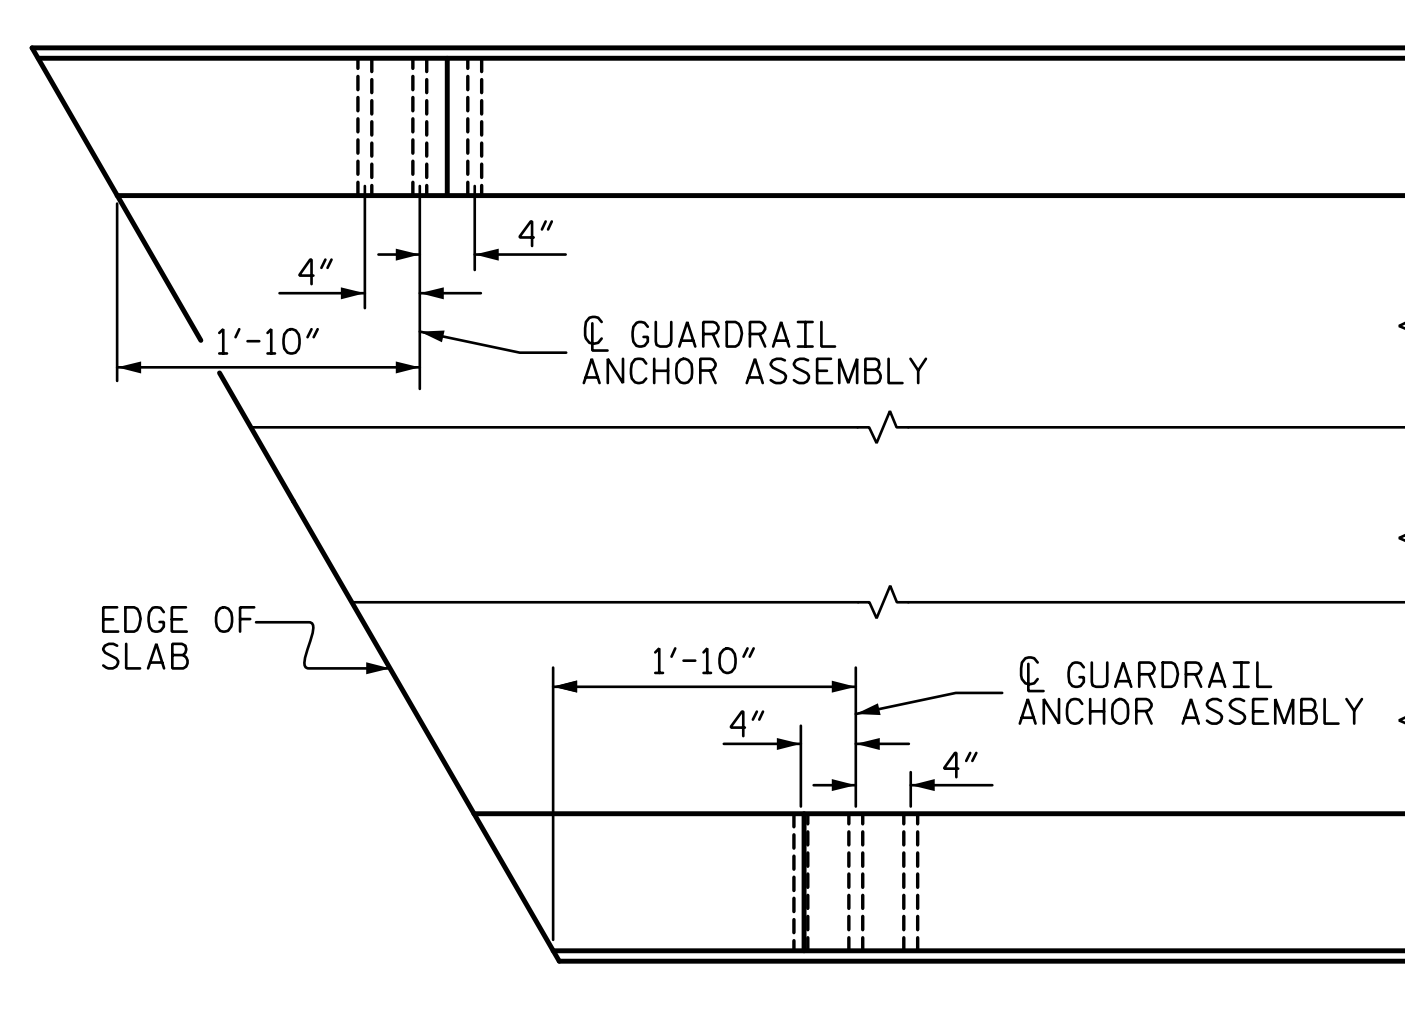 4"
4"
1'-10"
℄ GUARDRAIL
ANCHOR ASSEMBLY
EDGE OF
SLAB
1'-10"
℄ GUARDRAIL
ANCHOR ASSEMBLY
4"
4"